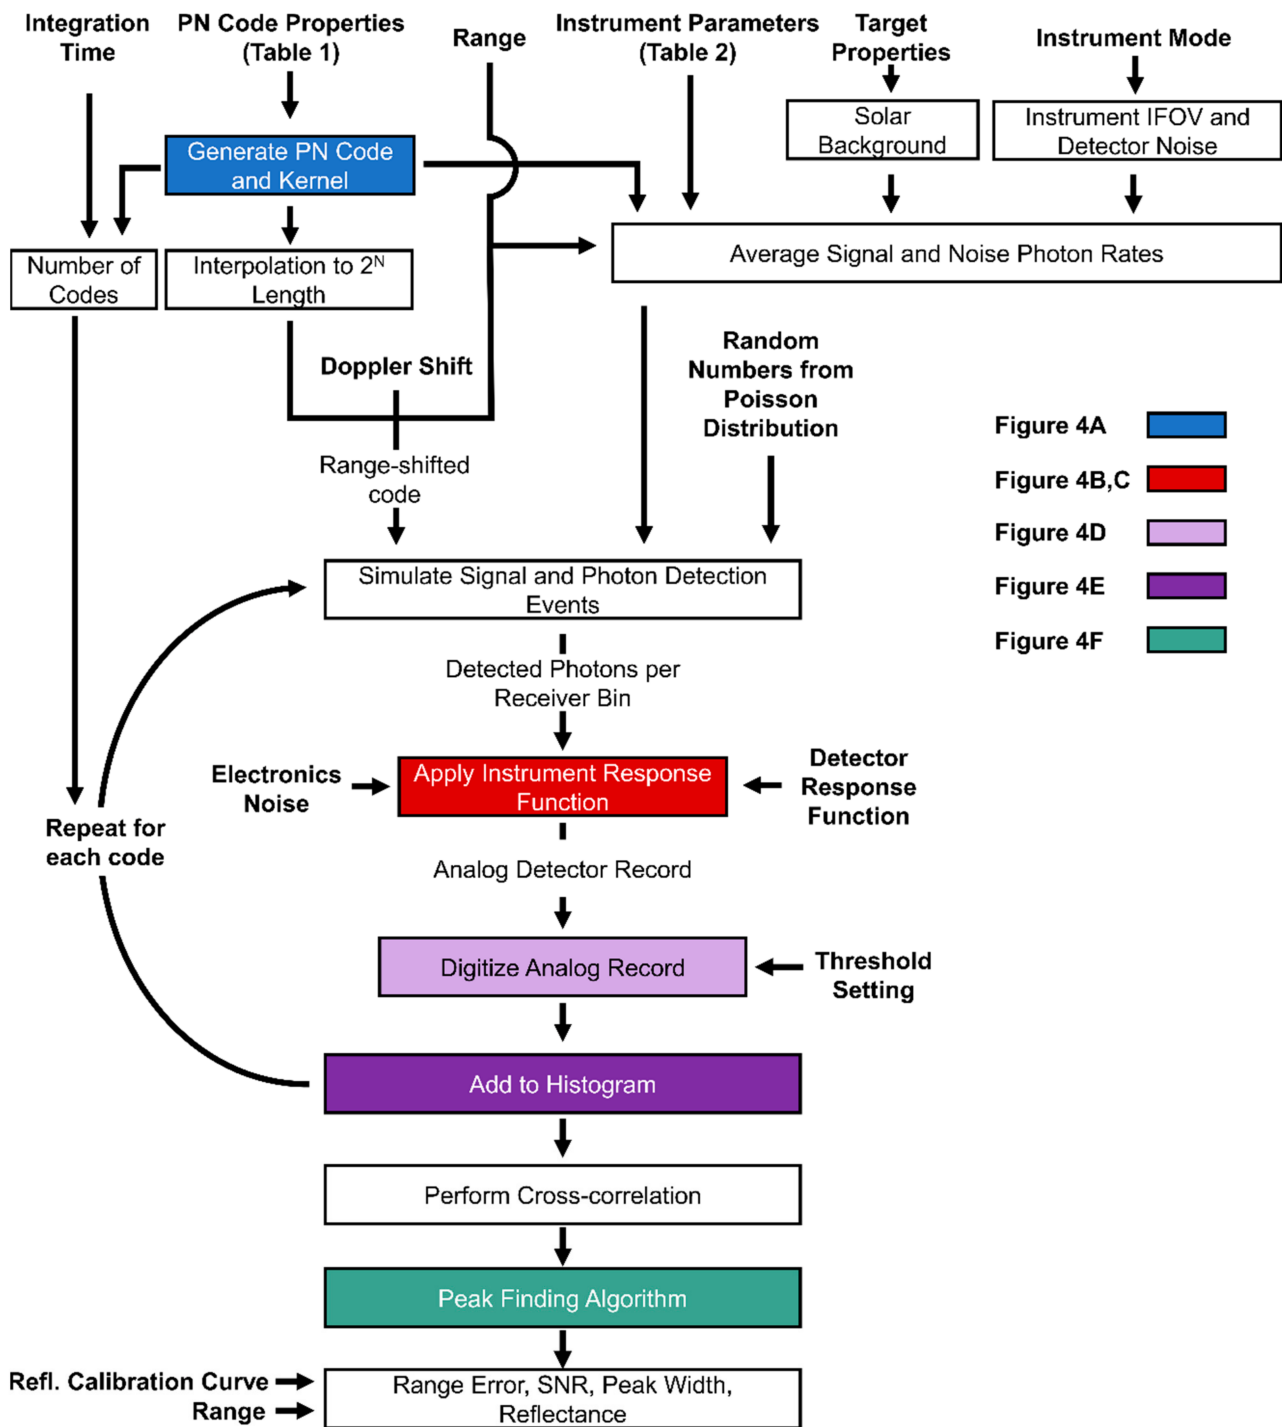 Integration
Time
PN Code Properties
(Table 1)
Range
Instrument Parameters
(Table 2)
Target
Properties
Instrument Mode
Solar
Background
Instrument IFOV and
Detector Noise
Generate PN Code
and Kernel
Number of
Codes
Interpolation to 2ᴺ
Length
Average Signal and Noise Photon Rates
Doppler Shift
Random
Numbers from
Poisson
Distribution
Range-shifted
code
Figure 4A
Figure 4B,C
Figure 4D
Figure 4E
Figure 4F
Simulate Signal and Photon Detection
Events
Detected Photons per
Receiver Bin
Electronics
Noise
Apply Instrument Response
Function
Detector
Response
Function
Repeat for
each code
Analog Detector Record
Digitize Analog Record
Threshold
Setting
Add to Histogram
Perform Cross-correlation
Peak Finding Algorithm
Refl. Calibration Curve
Range
Range Error, SNR, Peak Width,
Reflectance